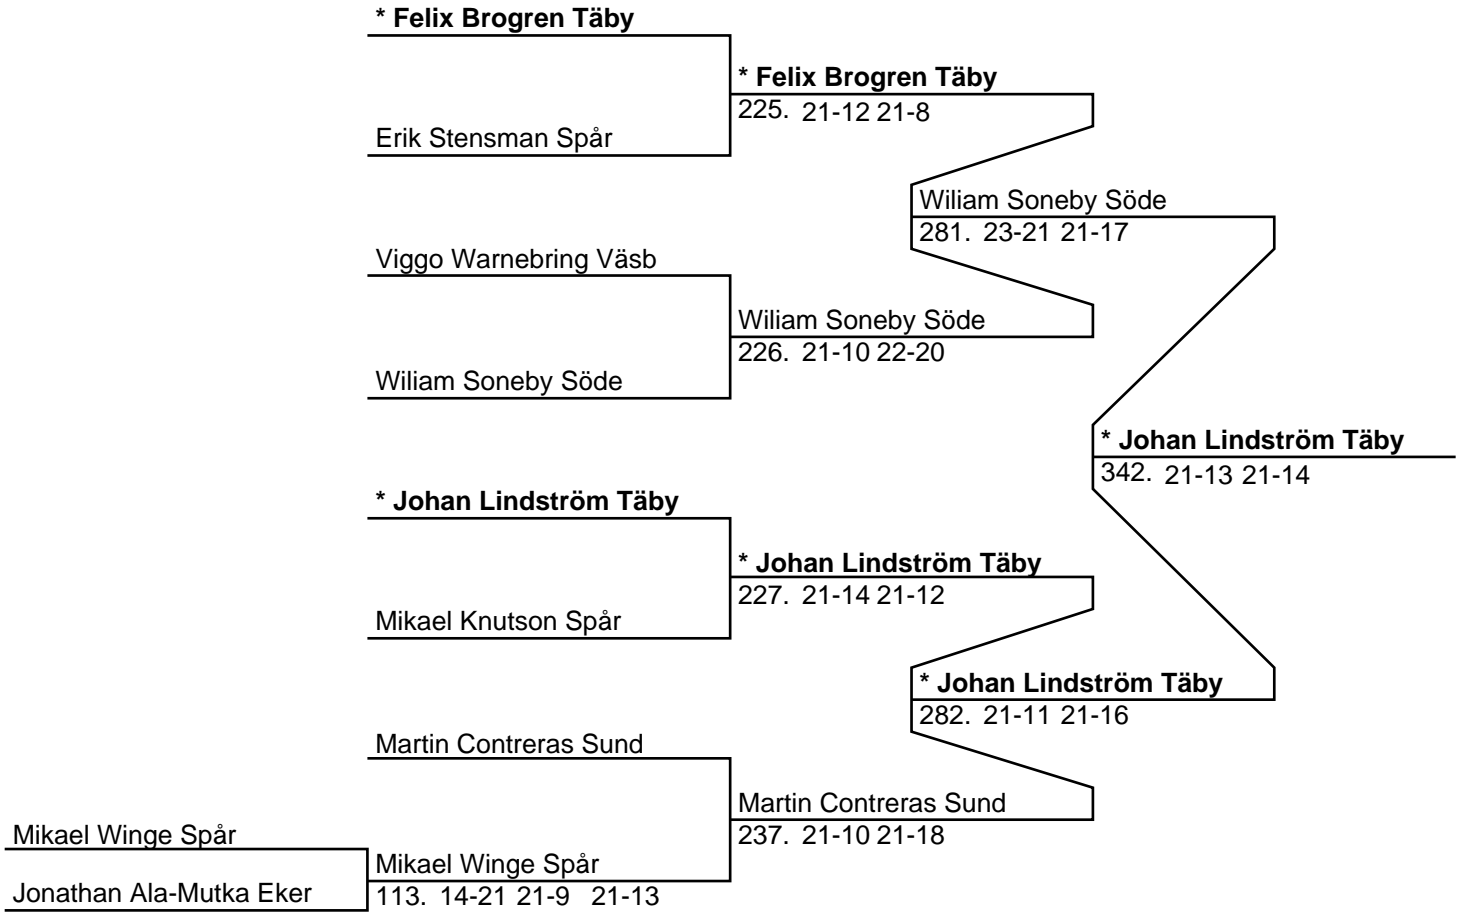 * Felix Brogren Täby
* Felix Brogren Täby
225. 21-12 21-8
Erik Stensman Spår
Wiliam Soneby Söde
281. 23-21 21-17
Viggo Warnebring Väsb
Wiliam Soneby Söde
226. 21-10 22-20
Wiliam Soneby Söde
* Johan Lindström Täby
342. 21-13 21-14
* Johan Lindström Täby
* Johan Lindström Täby
227. 21-14 21-12
Mikael Knutson Spår
* Johan Lindström Täby
282. 21-11 21-16
Martin Contreras Sund
Martin Contreras Sund
237. 21-10 21-18
Mikael Winge Spår
Mikael Winge Spår
113. 14-21 21-9 21-13
Jonathan Ala-Mutka Eker